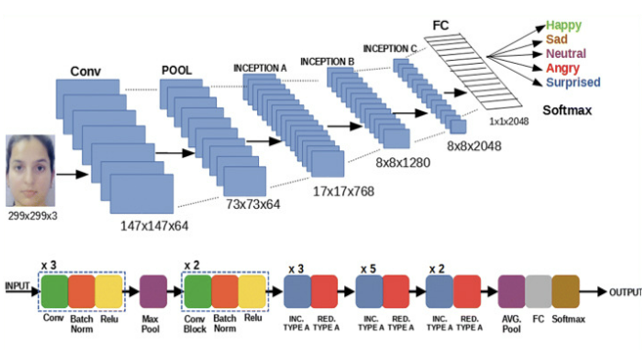 FC
Happy
Sad
Neutral
Angry
Surprised
Softmax
Conv
POOL
INCEPTION A
INCEPTION B
INCEPTION C
1x1x2048
8x8x2048
8x8x1280
17x17x768
73x73x64
147x147x64
299x299x3
x 3
x 2
x 3
x 5
x 2
INPUT
OUTPUT
Conv
Batch
Norm
Relu
Max
Pool
Conv
Block
Batch
Norm
Relu
INC.
TYPE A
RED.
TYPE A
INC.
TYPE A
RED.
TYPE A
INC.
TYPE A
RED.
TYPE A
AVG.
Pool
FC
Softmax